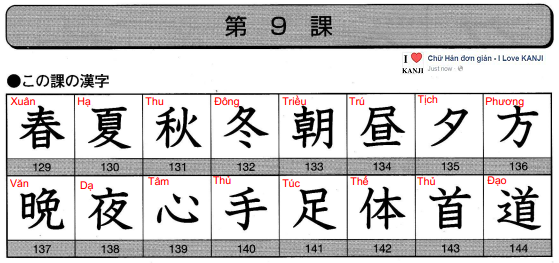 第 9 課
I ❤ KANJI
Chữ Hán đơn giản - I Love KANJI
Just now
●この課の漢字
Xuân Hạ Thu Đông Triều Trú Tịch Phương
春 夏 秋 冬 朝 昼 夕 方
129 130 131 132 133 134 135 136
Văn Dạ Tâm Thủ Túc Thể Thủ Đạo
晩 夜 心 手 足 体 首 道
137 138 139 140 141 142 143 144